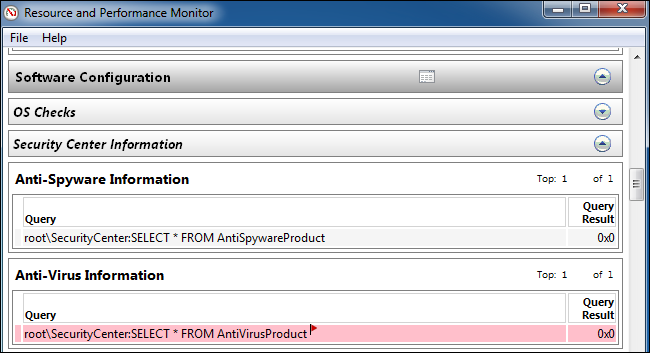 Resource and Performance Monitor
File Help
Software Configuration
OS Checks
Security Center Information
Anti-Spyware Information Top: 1 of 1
Query Query Result
root\SecurityCenter:SELECT * FROM AntiSpywareProduct 0x0
Anti-Virus Information Top: 1 of 1
Query Query Result
root\SecurityCenter:SELECT * FROM AntiVirusProduct 0x0